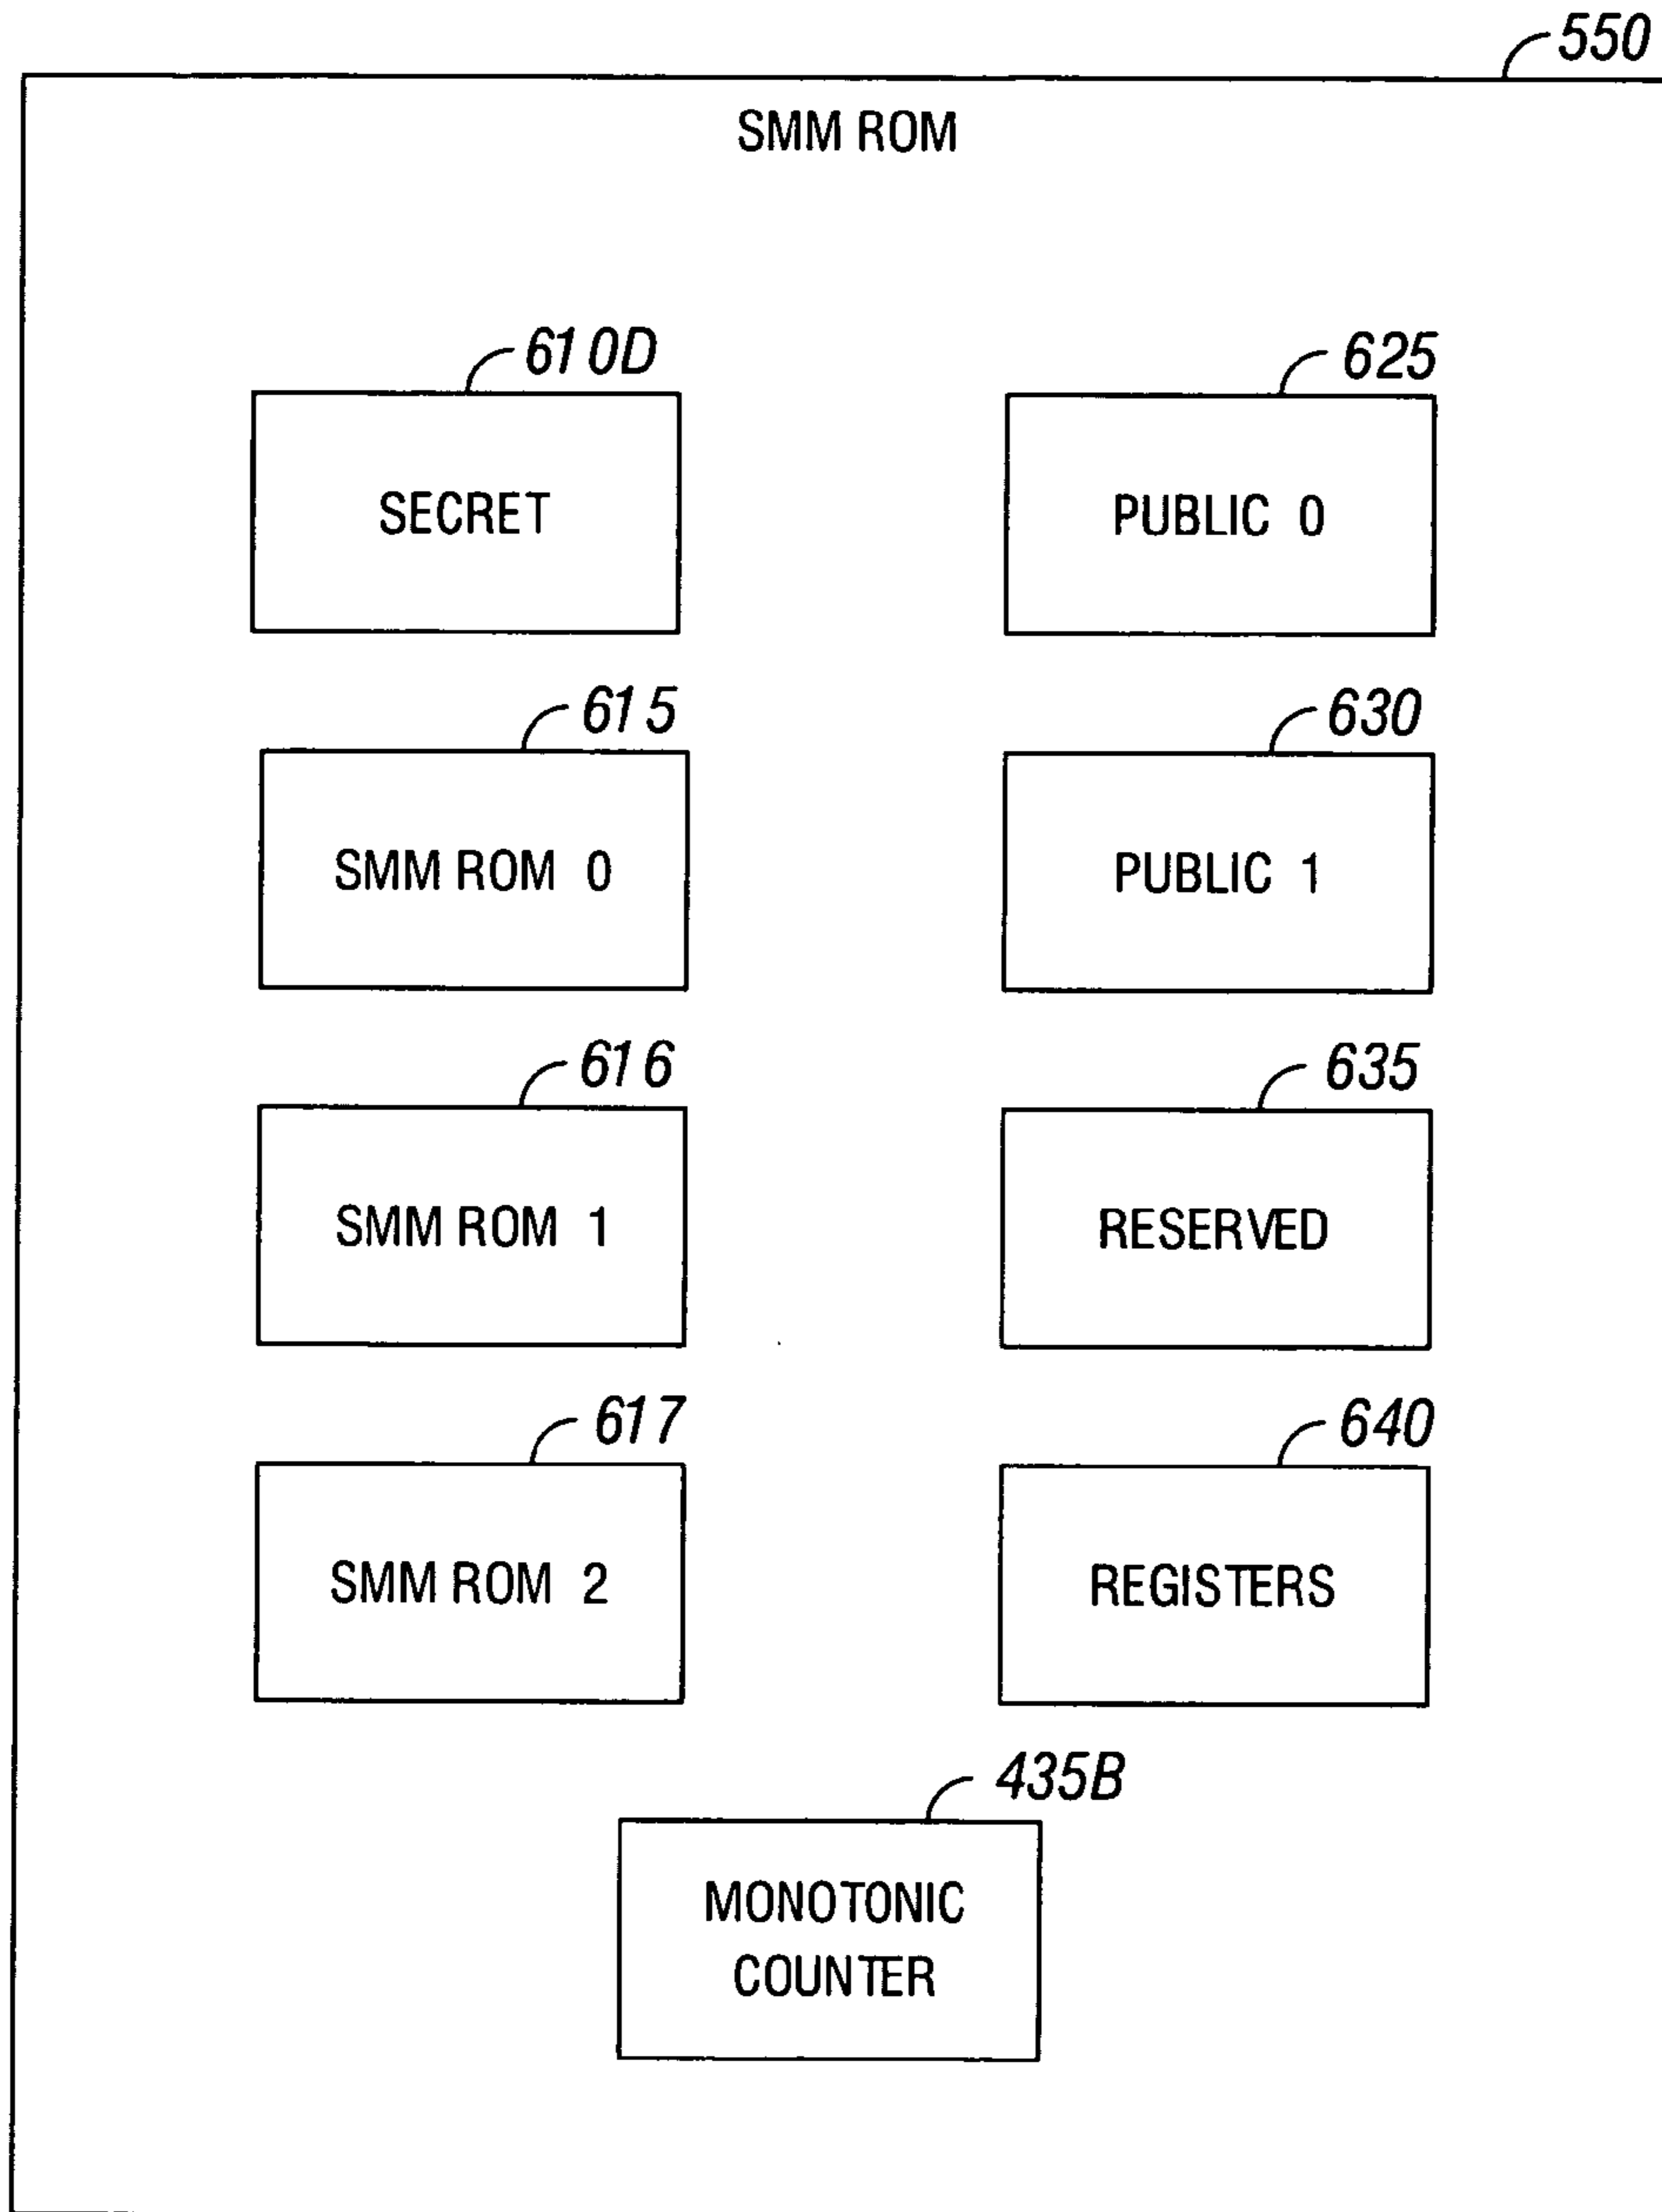 550
SMM ROM
610D
625
SECRET
PUBLIC 0
615
630
SMM ROM 0
PUBLIC 1
616
635
SMM ROM 1
RESERVED
617
640
SMM ROM 2
REGISTERS
435B
MONOTONIC
COUNTER